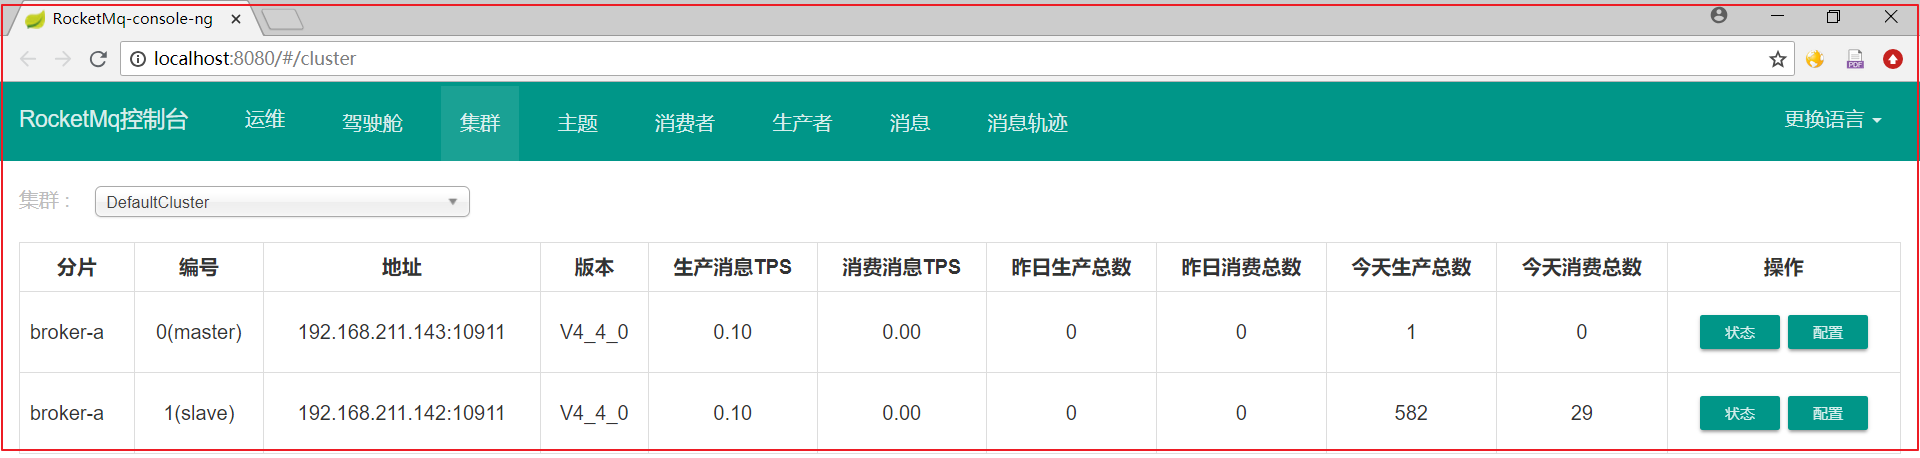 RocketMq-console-ng
localhost:8080/#/cluster
RocketMq控制台 运维 驾驶舱 集群 主题 消费者 生产者 消息 消息轨迹 更换语言
集群： DefaultCluster
分片 编号 地址 版本 生产消息TPS 消费消息TPS 昨日生产总数 昨日消费总数 今天生产总数 今天消费总数 操作
broker-a 0(master) 192.168.211.143:10911 V4_4_0 0.10 0.00 0 0 1 0 状态 配置
broker-a 1(slave) 192.168.211.142:10911 V4_4_0 0.10 0.00 0 0 582 29 状态 配置
PDF